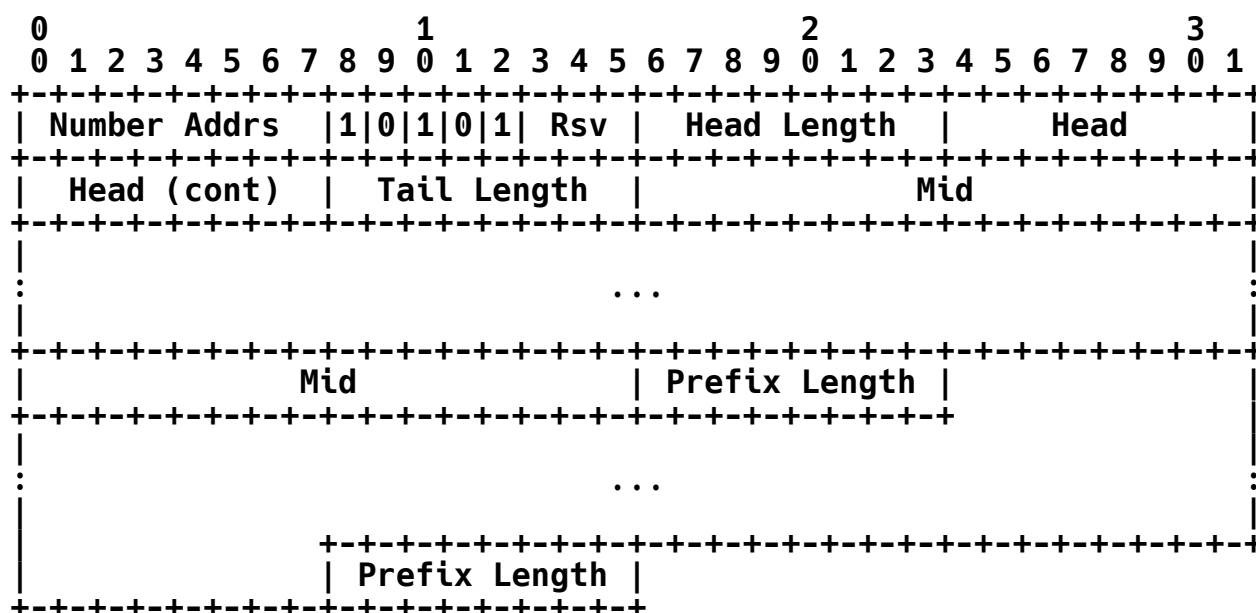 0                   1                   2                   3
 0 1 2 3 4 5 6 7 8 9 0 1 2 3 4 5 6 7 8 9 0 1 2 3 4 5 6 7 8 9 0 1
+-+-+-+-+-+-+-+-+-+-+-+-+-+-+-+-+-+-+-+-+-+-+-+-+-+-+-+-+-+-+-+-+
| Number Addrs  |1|0|1|0|1| Rsv |  Head Length  |     Head      |
+-+-+-+-+-+-+-+-+-+-+-+-+-+-+-+-+-+-+-+-+-+-+-+-+-+-+-+-+-+-+-+-+
|  Head (cont)  |  Tail Length  |              Mid              |
+-+-+-+-+-+-+-+-+-+-+-+-+-+-+-+-+-+-+-+-+-+-+-+-+-+-+-+-+-+-+-+-+
|                                                               |
:                              ...                              :
|                                                               |
+-+-+-+-+-+-+-+-+-+-+-+-+-+-+-+-+-+-+-+-+-+-+-+-+-+-+-+-+-+-+-+-+
|              Mid              | Prefix Length |               |
+-+-+-+-+-+-+-+-+-+-+-+-+-+-+-+-+-+-+-+-+-+-+-+-+               |
|                                                               |
:                              ...                              :
|                                                               |
|               +-+-+-+-+-+-+-+-+-+-+-+-+-+-+-+-+-+-+-+-+-+-+-+-+
|               | Prefix Length |
+-+-+-+-+-+-+-+-+-+-+-+-+-+-+-+-+